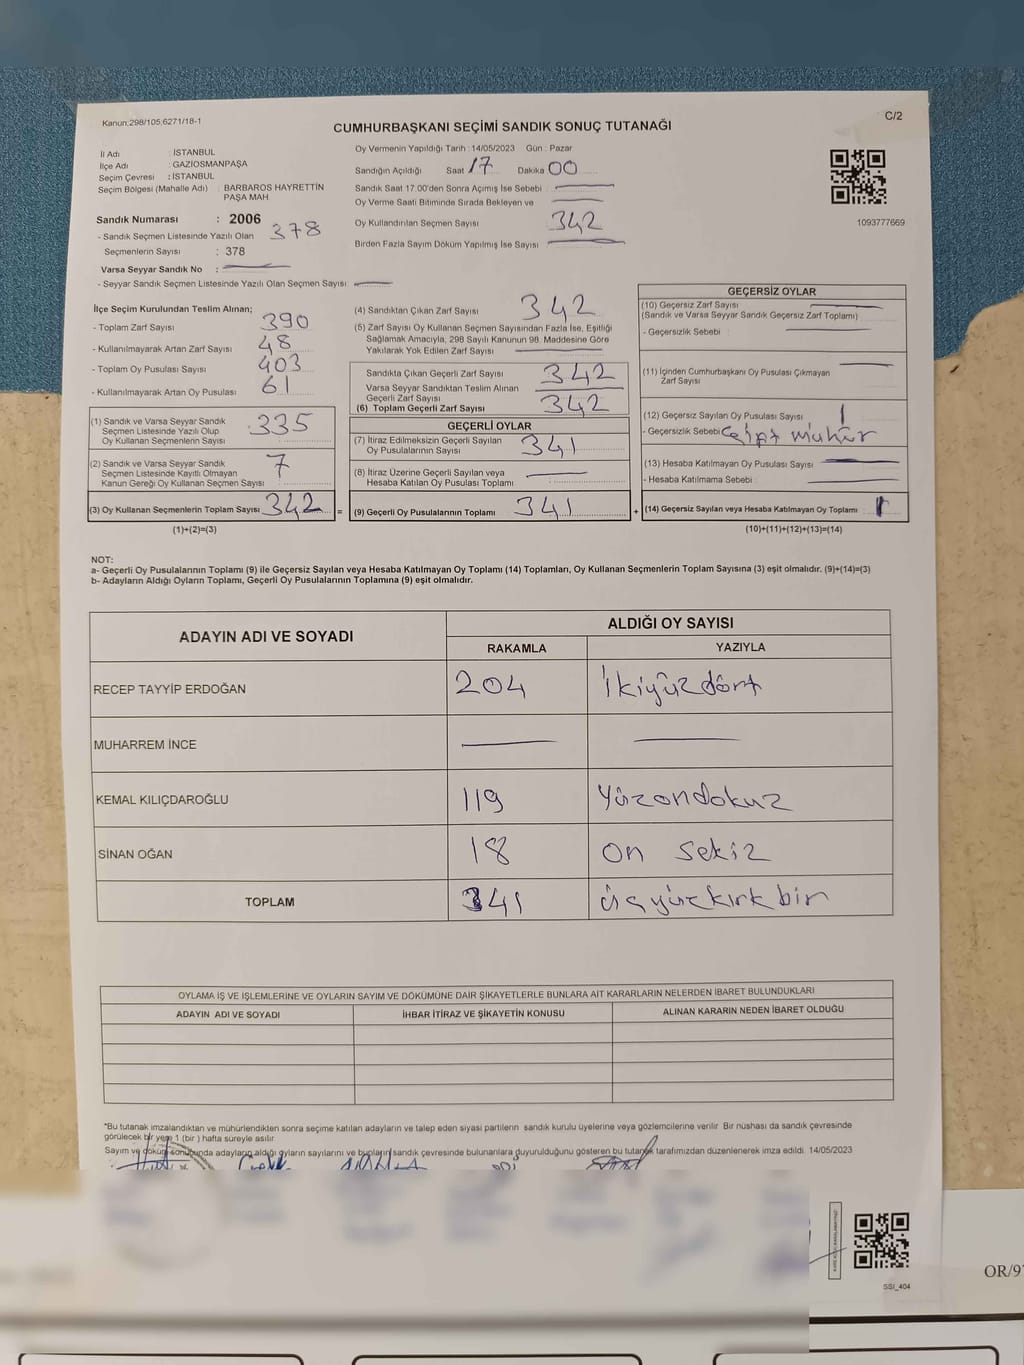 Kanun;298/105,6271/18-1
C/2
CUMHURBAŞKANI SEÇİMİ SANDIK SONUÇ TUTANAĞI
İl Adı : İSTANBUL
İlçe Adı : GAZİOSMANPAŞA
Seçim Çevresi : İSTANBUL
Seçim Bölgesi (Mahalle Adı) : BARBAROS HAYRETTİN
PAŞA MAH
Sandık Numarası : 2006
- Sandık Seçmen Listesinde Yazılı Olan 378
Seçmenlerin Sayısı : 378
Varsa Seyyar Sandık No :
- Seyyar Sandık Seçmen Listesinde Yazılı Olan Seçmen Sayısı:
Oy Vermenin Yapıldığı Tarih : 14/05/2023 Gün : Pazar
Sandığın Açıldığı Saat 17 Dakika 00
Sandık Saat 17.00'den Sonra Açımış İse Sebebi :
Oy Verme Saati Bitiminde Sırada Bekleyen ve
Oy Kullandırılan Seçmen Sayısı 342
Birden Fazla Sayım Döküm Yapılmış İse Sayısı
1093777669
İlçe Seçim Kurulundan Teslim Alınan;
- Toplam Zarf Sayısı 390
- Kullanılmayarak Artan Zarf Sayısı 48
- Toplam Oy Pusulası Sayısı 403
- Kullanılmayarak Artan Oy Pusulası 61
(1) Sandık ve Varsa Seyyar Sandık
Seçmen Listesinde Yazılı Olup
Oy Kullanan Seçmenlerin Sayısı 335
(2) Sandık ve Varsa Seyyar Sandık
Seçmen Listesinde Kayıtlı Olmayan
Kanun Gereği Oy Kullanan Seçmen Sayısı 7
(3) Oy Kullanan Seçmenlerin Toplam Sayısı 342 =
(1)+(2)=(3)
(4) Sandıktan Çıkan Zarf Sayısı 342
(5) Zarf Sayısı Oy Kullanan Seçmen Sayısından Fazla İse, Eşitliği
Sağlamak Amacıyla, 298 Sayılı Kanunun 98. Maddesine Göre
Yakılarak Yok Edilen Zarf Sayısı
Sandıkta Çıkan Geçerli Zarf Sayısı 342
Varsa Seyyar Sandıktan Teslim Alınan
Geçerli Zarf Sayısı
(6) Toplam Geçerli Zarf Sayısı 342
GEÇERLİ OYLAR
(7) İtiraz Edilmeksizin Geçerli Sayılan
Oy Pusulalarının Sayısı 341
(8) İtiraz Üzerine Geçerli Sayılan veya
Hesaba Katılan Oy Pusulası Toplamı
(9) Geçerli Oy Pusulalarının Toplamı 341 +
GEÇERSİZ OYLAR
(10) Geçersiz Zarf Sayısı
(Sandık ve Varsa Seyyar Sandık Geçersiz Zarf Toplamı)
- Geçersizlik Sebebi :
(11) İçinden Cumhurbaşkanı Oy Pusulası Çıkmayan
Zarf Sayısı
(12) Geçersiz Sayılan Oy Pusulası Sayısı 1
- Geçersizlik Sebebi mühür
(13) Hesaba Katılmayan Oy Pusulası Sayısı
- Hesaba Katılmama Sebebi :
(14) Geçersiz Sayılan veya Hesaba Katılmayan Oy Toplamı 1
(10)+(11)+(12)+(13)=(14)
NOT:
a- Geçerli Oy Pusulalarının Toplamı (9) ile Geçersiz Sayılan veya Hesaba Katılmayan Oy Toplamı (14) Toplamları, Oy Kullanan Seçmenlerin Toplam Sayısına (3) eşit olmalıdır. (9)+(14)=(3)
b- Adayların Aldığı Oyların Toplamı, Geçerli Oy Pusulalarının Toplamına (9) eşit olmalıdır.
ADAYIN ADI VE SOYADI ALDIĞI OY SAYISI
RAKAMLA YAZIYLA
RECEP TAYYİP ERDOĞAN 204 İkiyüzdört
MUHARREM İNCE
KEMAL KILIÇDAROĞLU 119 Yüzondokuz
SİNAN OĞAN 18 on sekiz
TOPLAM 341 üçyüzkırkbir
OYLAMA İŞ VE İŞLEMLERİNE VE OYLARIN SAYIM VE DÖKÜMÜNE DAİR ŞİKAYETLERLE BUNLARA AİT KARARLARIN NELERDEN İBARET BULUNDUKLARI
ADAYIN ADI VE SOYADI İHBAR İTİRAZ VE ŞİKAYETİN KONUSU ALINAN KARARIN NEDEN İBARET OLDUĞU
*Bu tutanak imzalandıktan ve mühürlendikten sonra seçime katılan adayların ve talep eden siyasi partilerin sandık kurulu üyelerine veya gözlemcilerine verilir. Bir nüshası da sandık çevresinde
görülecek bir yere 1 (bir ) hafta süreyle asılır.
Sayım ve döküm sonucunda adayların aldığı oyların sayılarını ve bunların sandık çevresinde bulunanlara duyurulduğunu gösteren bu tutanak tarafımızdan düzenlenerek imza edildi. 14/05/2023
SSI_404
OR/97